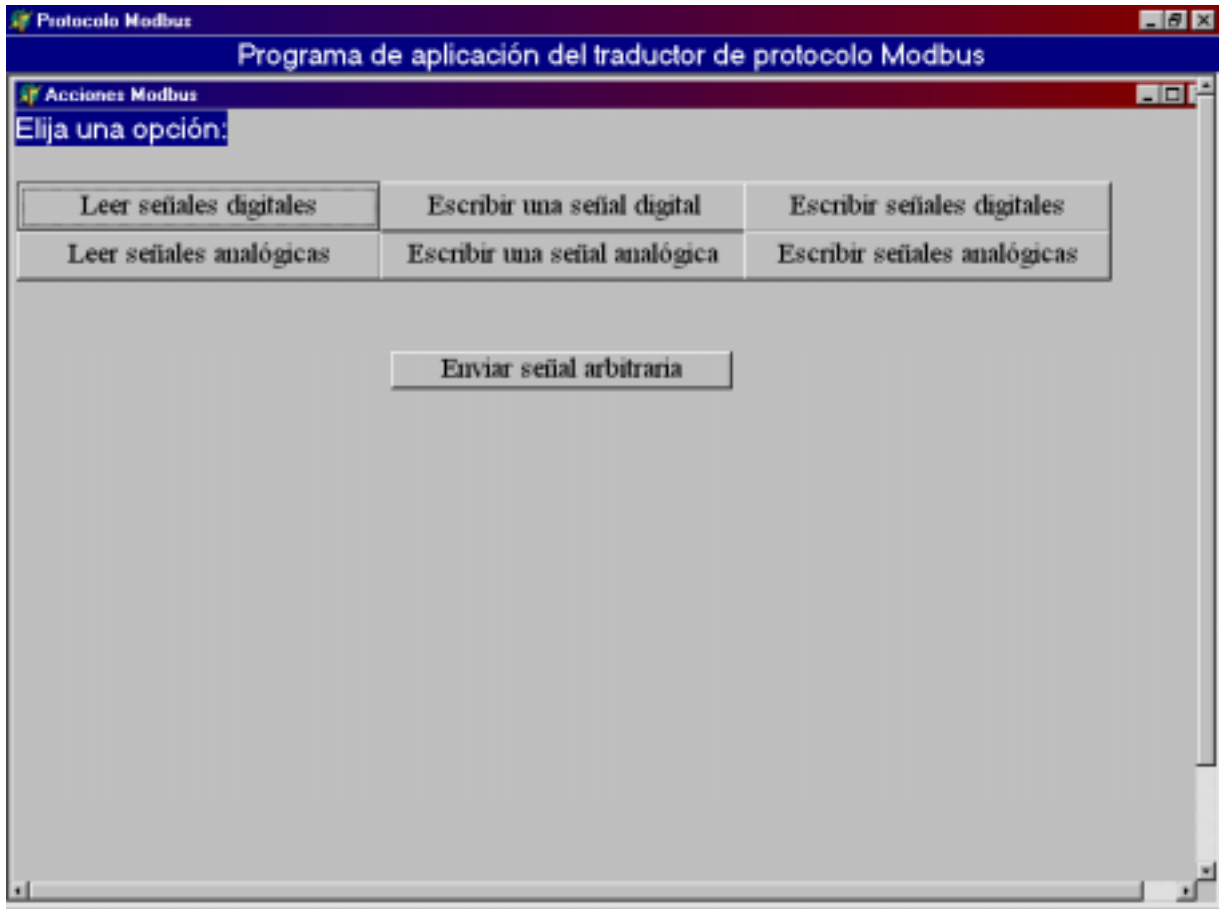 Protocolo Modbus
Programa de aplicación del traductor de protocolo Modbus
Acciones Modbus
Elija una opción:
Leer señales digitales
Escribir una señal digital
Escribir señales digitales
Leer señales analógicas
Escribir una señal analógica
Escribir señales analógicas
Enviar señal arbitraria